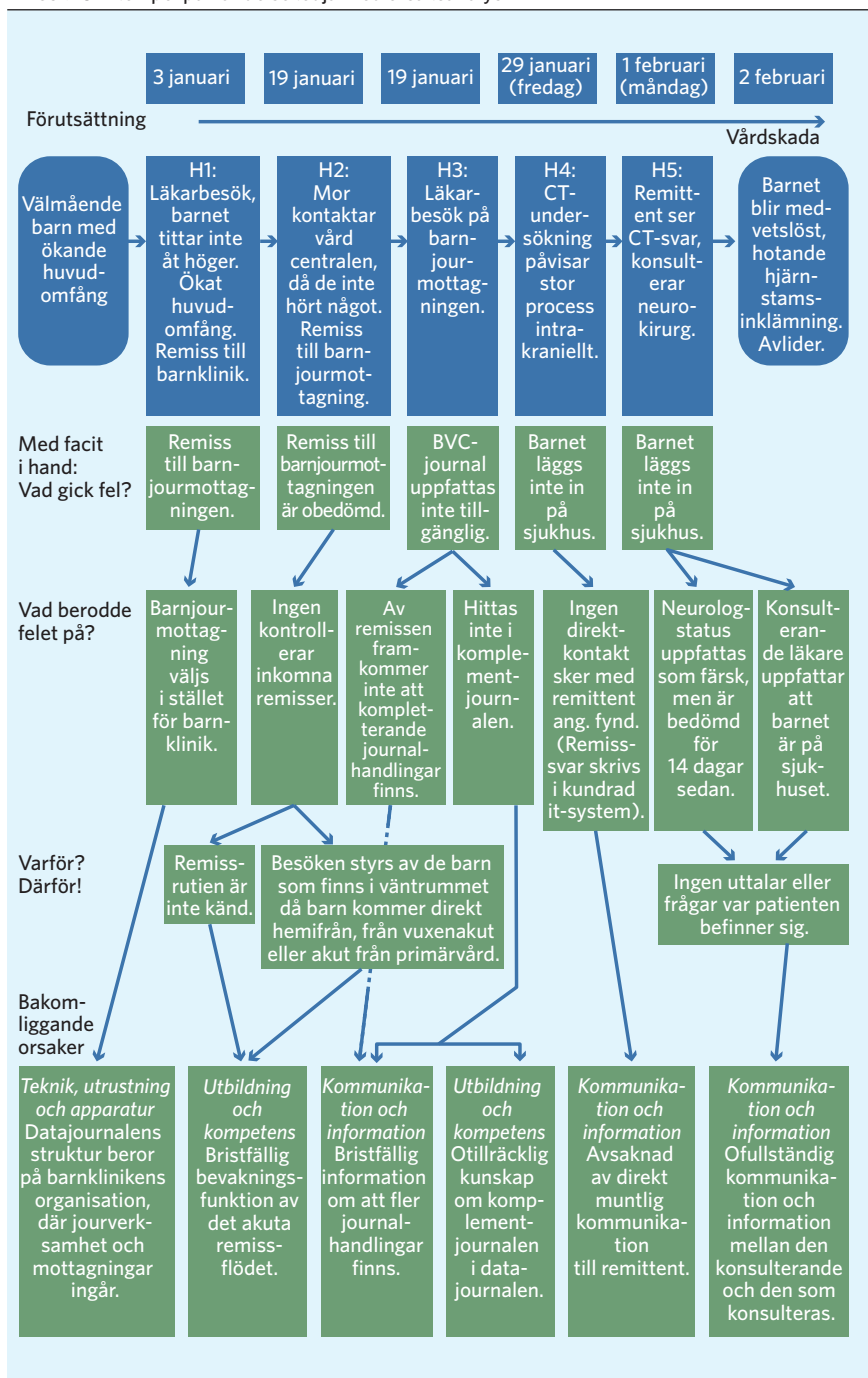 3 januari
19 januari
19 januari
29 januari
(fredag)
1 februari
(måndag)
2 februari
Förutsättning
Vårdskada
Välmående
barn med
ökande
huvud-
omfång
H1:
Läkarbesök,
barnet
tittar inte
åt höger.
Ökat
huvud-
omfång.
Remiss till
barnklinik.
H2:
Mor
kontaktar
vård
centralen,
då de inte
hört något.
Remiss
till barn-
jourmot-
tagning.
H3:
Läkar-
besök på
barn-
jour-
mottag-
ningen.
H4:
CT-
under-
sökning
påvisar
stor
process
intra-
kraniellt.
H5:
Remitt-
ent ser
CT-svar,
konsult-
erar
neuro-
kirurg.
Barnet
blir med-
vetslöst,
hotande
hjärn-
stams-
inklämning.
Avlider.
Med facit
i hand:
Vad gick fel?
Remiss
till barn-
jourmottag-
ningen.
Remiss till
barnjourmot-
tagningen
är obedömd.
BVC-
journal
uppfattas
inte till-
gänglig.
Barnet
läggs
inte in
på
sjukhus.
Barnet
läggs
inte in
på
sjukhus.
Vad berodde
felet på?
Barnjour-
mottag-
ning
väljs
i stället
för barn-
klinik.
Ingen
kontroll-
erar
inkomna
remisser.
Av
remissen
fram-
kommer
inte att
komplet-
terande
journal-
handlingar
finns.
Hittas
inte i
komple-
ment-
journ-
alen.
Ingen
direkt-
kontakt
sker med
remittent
ang. fynd.
(Remiss-
svar skrivs
i kundrad
it-system).
Neurolog-
status
uppfattas
som färsk,
men är
bedömd
för
14 dagar
sedan.
Konsult-
eran-
de läkare
uppfattar
att
barnet
är på
sjuk-
huset.
Varför?
Därför!
Remiss-
rutien är
inte känd.
Besöken styrs av de barn
som finns i väntrummet
då barn kommer direkt
hemifrån, från vuxenakut
eller akut från primärvård.
Ingen uttalar eller
frågar var patienten
befinner sig.
Bakom-
liggande
orsaker
Teknik, utrustning
och apparatur
Datajournalens
struktur beror
på barnklinikens
organisation,
där jourverk-
samhet och
mottagningar
ingår.
Utbildning
och
kompetens
Bristfällig
bevaknings-
funktion av
det akuta
remiss-
flödet.
Kommunika-
tion och
information
Bristfällig
information
om att fler
journal-
handlingar
finns.
Utbildning
och
kompetens
Otillräcklig
kunskap
om komp-
lement-
journalen
i data-
journalen.
Kommunika-
tion och
information
Avsaknad
av direkt
muntlig
kommunika-
tion
till remittent.
Kommunika-
tion och
information
Ofullständig
kommunika-
tion och
information
mellan den
konsulterande
och den som
konsulteras.